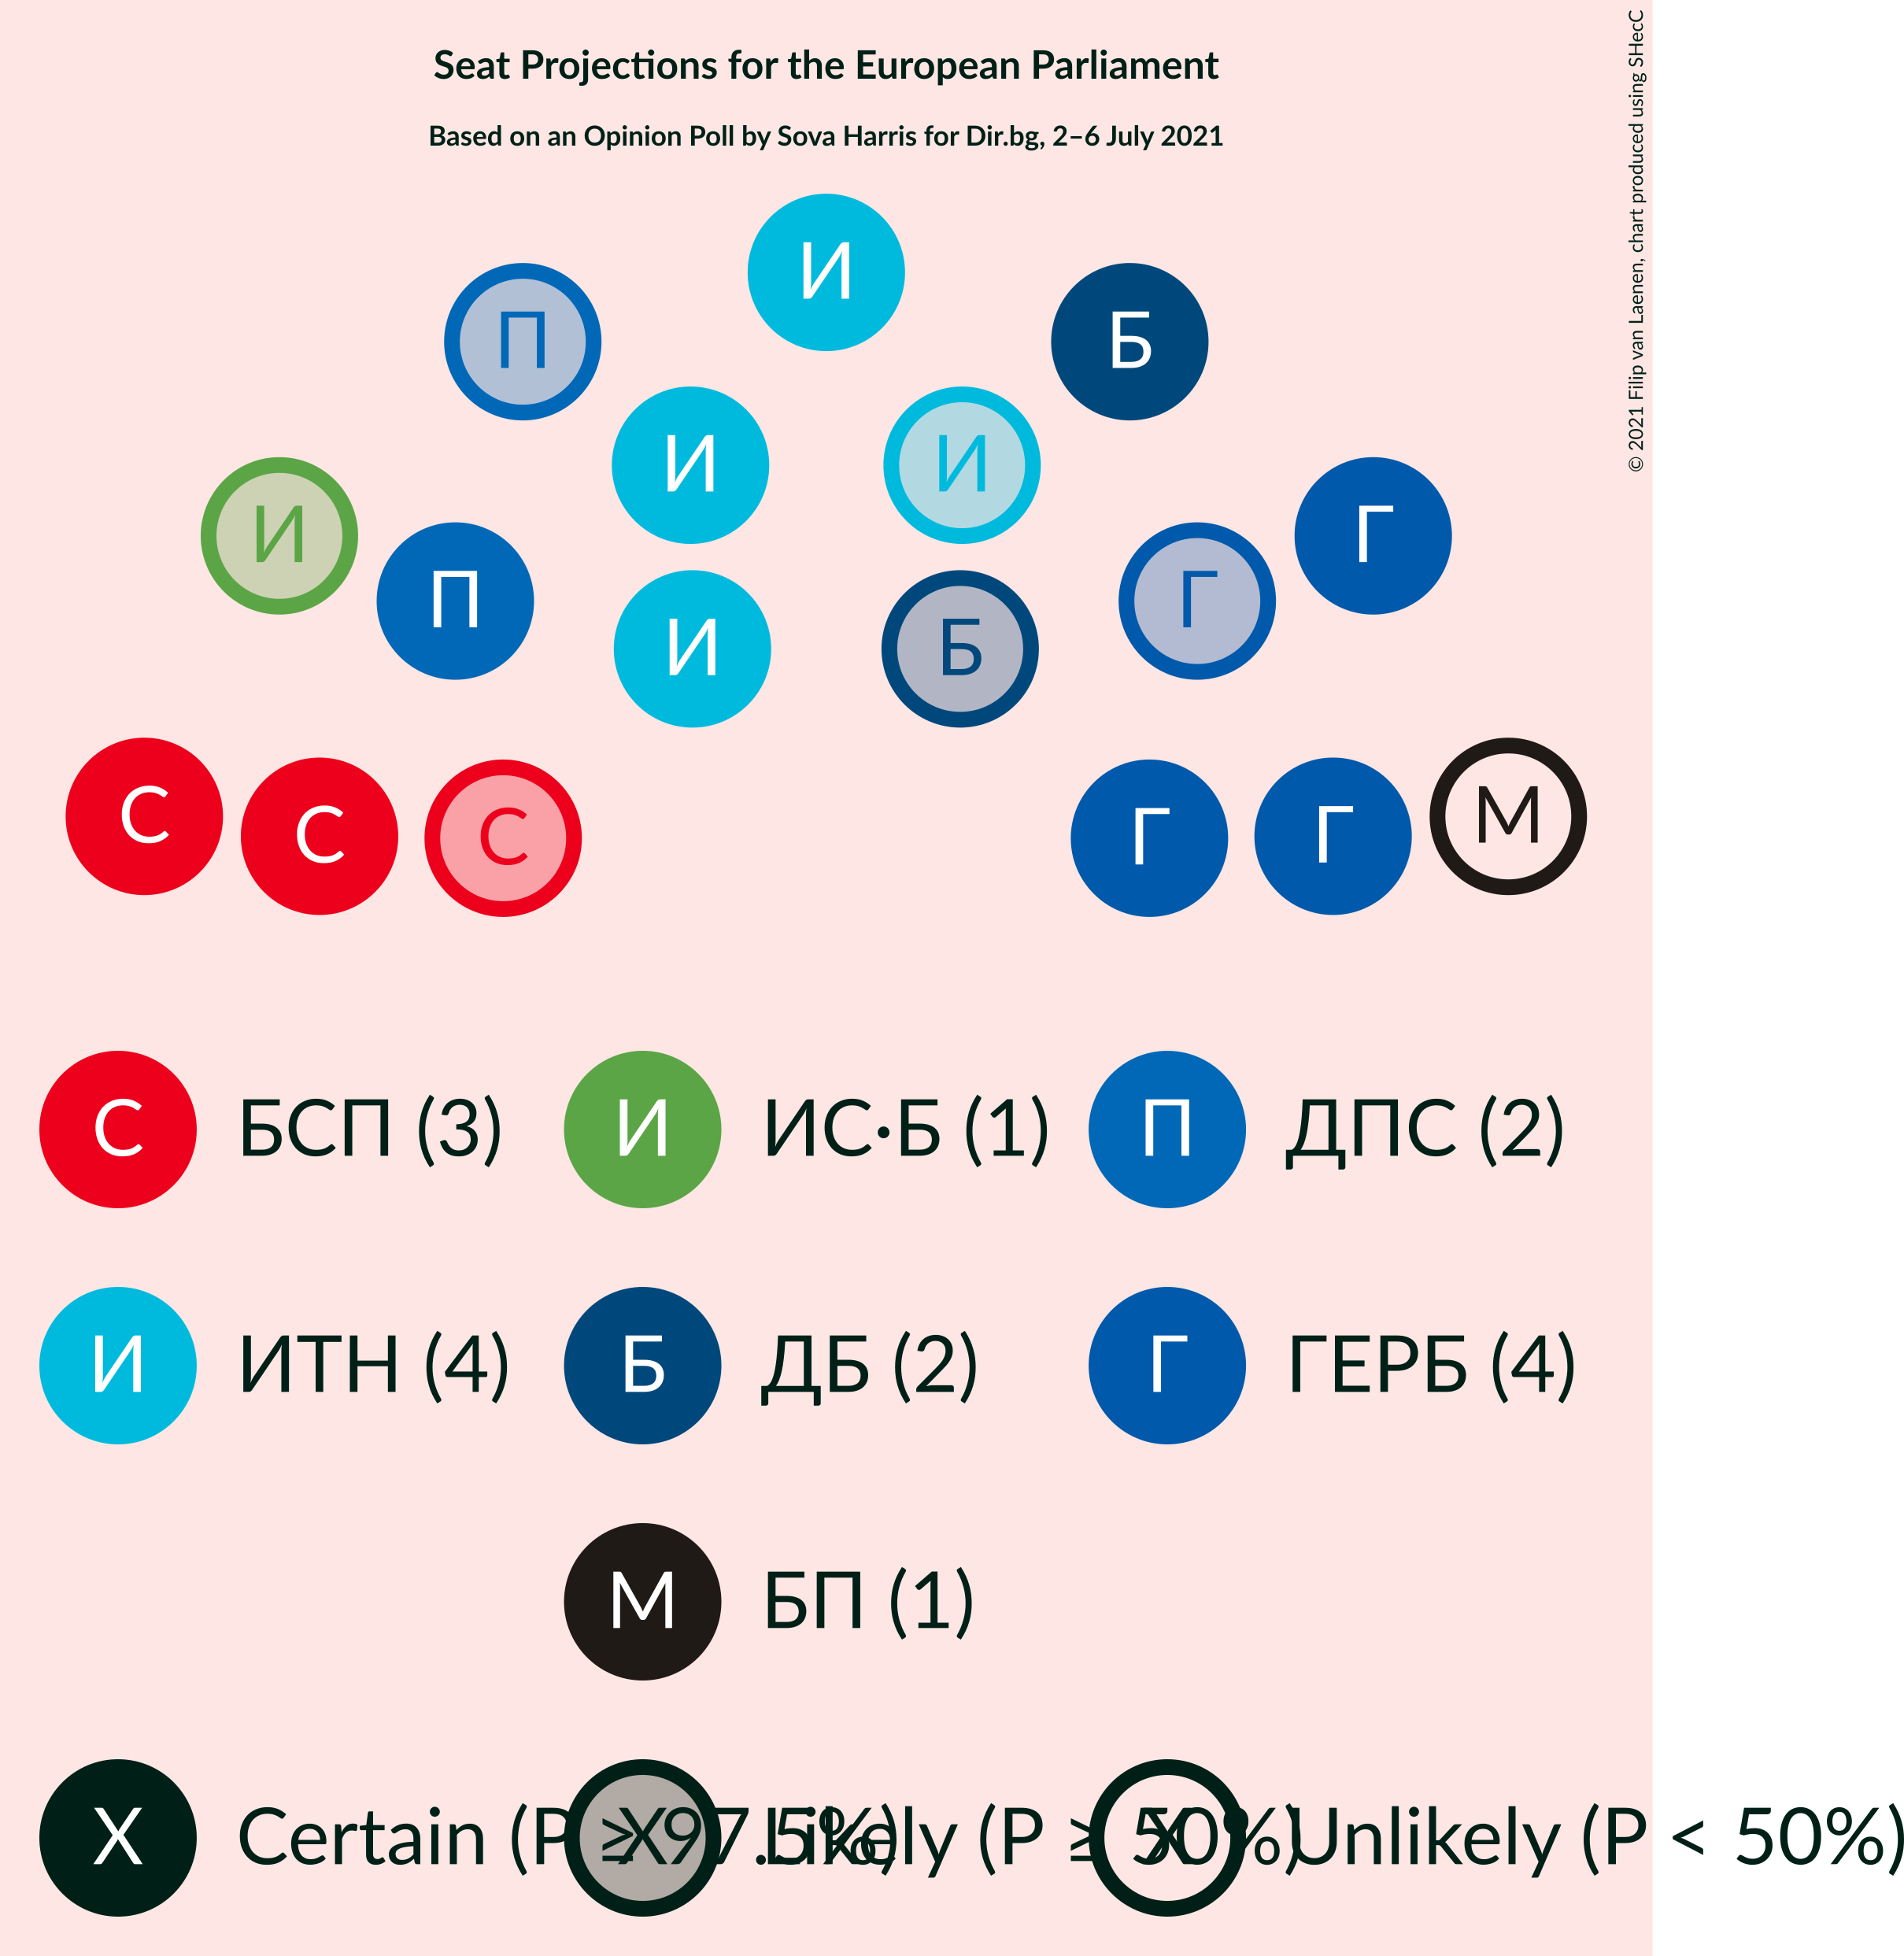 Seat Projections for the European Parliament
Based on an Opinion Poll by Sova Harris for Dir.bg, 2–6 July 2021
© 2021 Filip van Laenen, chart produced using SHecC
И
П
Б
И
И
И
Г
П
Г
И
Б
С
М
С
Г
С
Г
С БСП (3) И ИС·Б (1) П ДПС (2)
И ИТН (4) Б ДБ (2) Г ГЕРБ (4)
М БП (1)
X Certain (P ≥ 97.5%) X Likely (P ≥ 50%) X Unlikely (P < 50%)